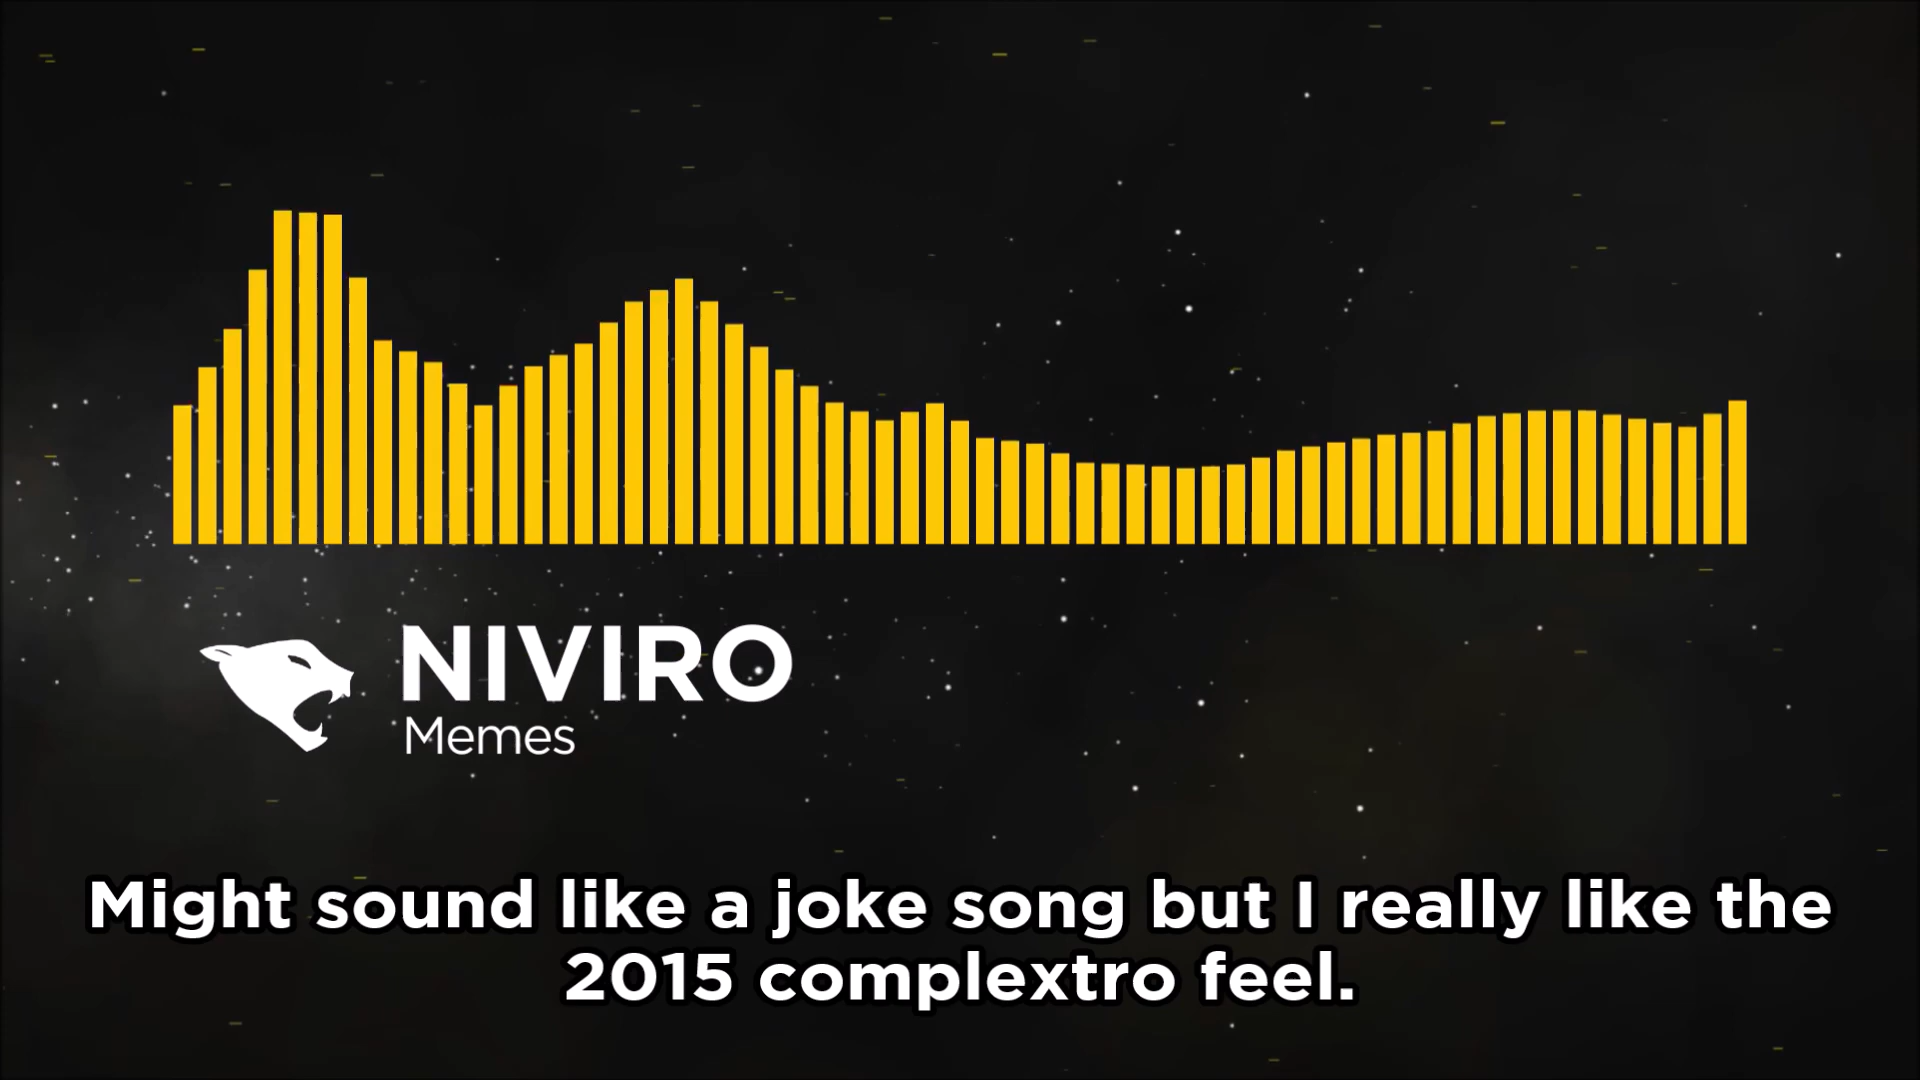 NIVIRO
Memes
Might sound like a joke song but I really like the
2015 complextro feel.